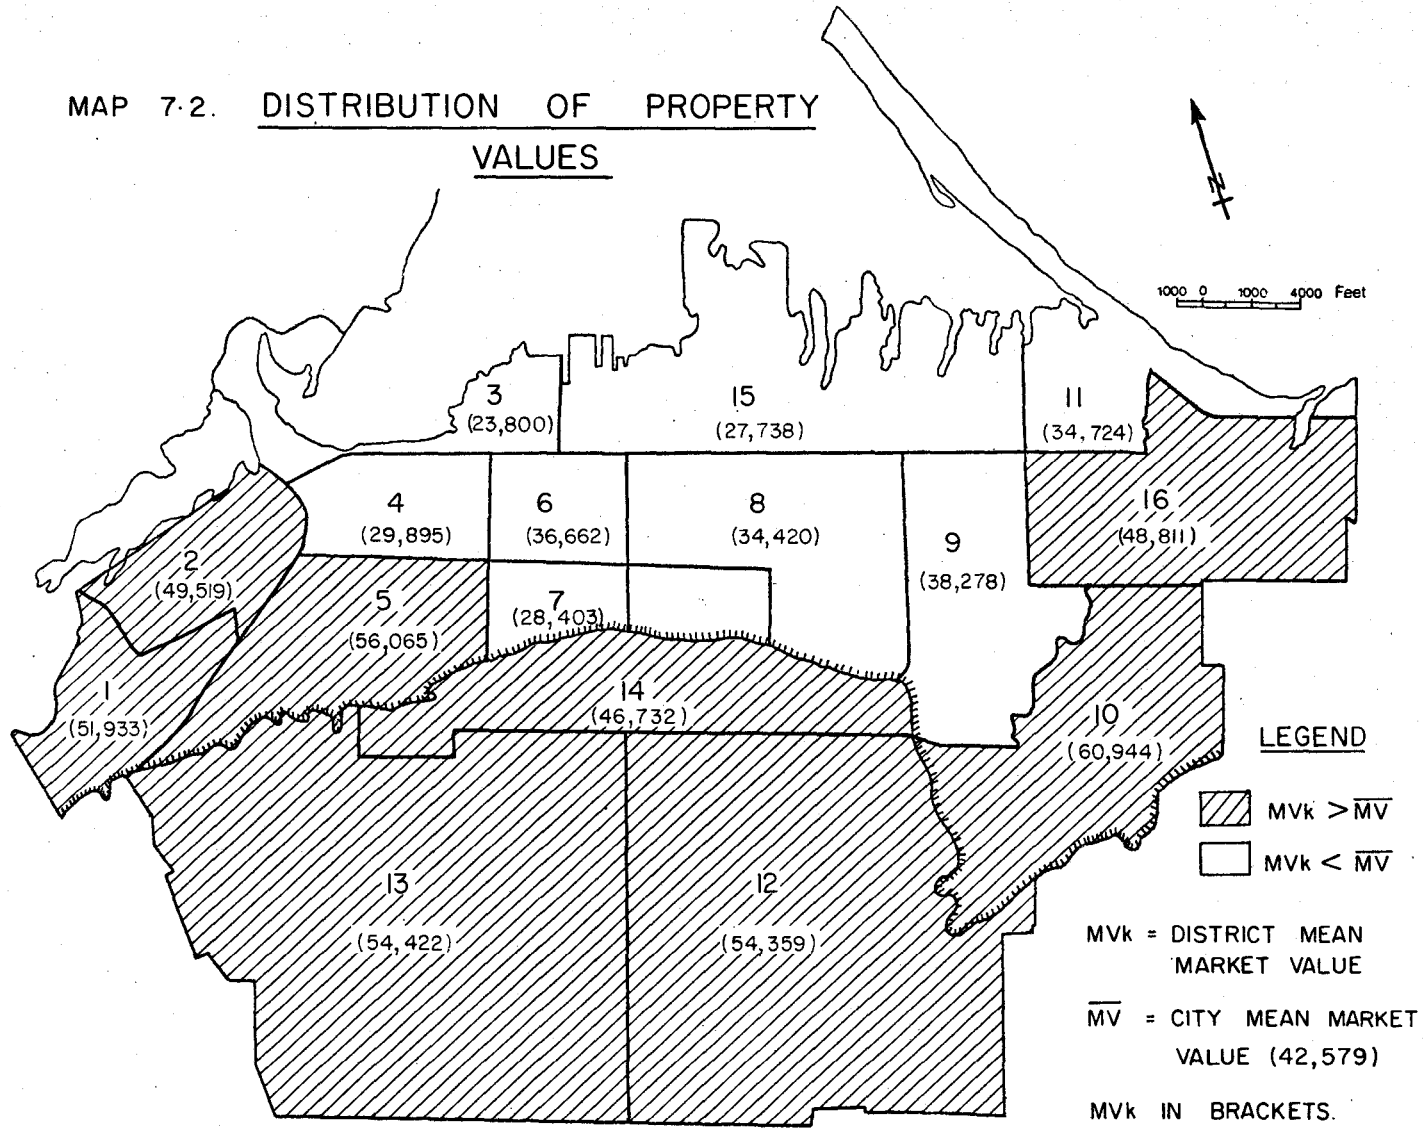 MAP 7·2. DISTRIBUTION OF PROPERTY
VALUES
N
1000 0 1000 4000 Feet
3
(23,800)
15
(27,738)
11
(34,724)
4
(29,895)
6
(36,662)
8
(34,420)
9
(38,278)
16
(48,811)
2
(49,519)
5
(56,065)
7
(28,403)
1
(51,933)
14
(46,732)
10
(60,944)
13
(54,422)
12
(54,359)
LEGEND
MVk > M̅V̅
MVk < M̅V̅
MVk = DISTRICT MEAN
MARKET VALUE
M̅V̅ = CITY MEAN MARKET
VALUE (42,579)
MVk IN BRACKETS.